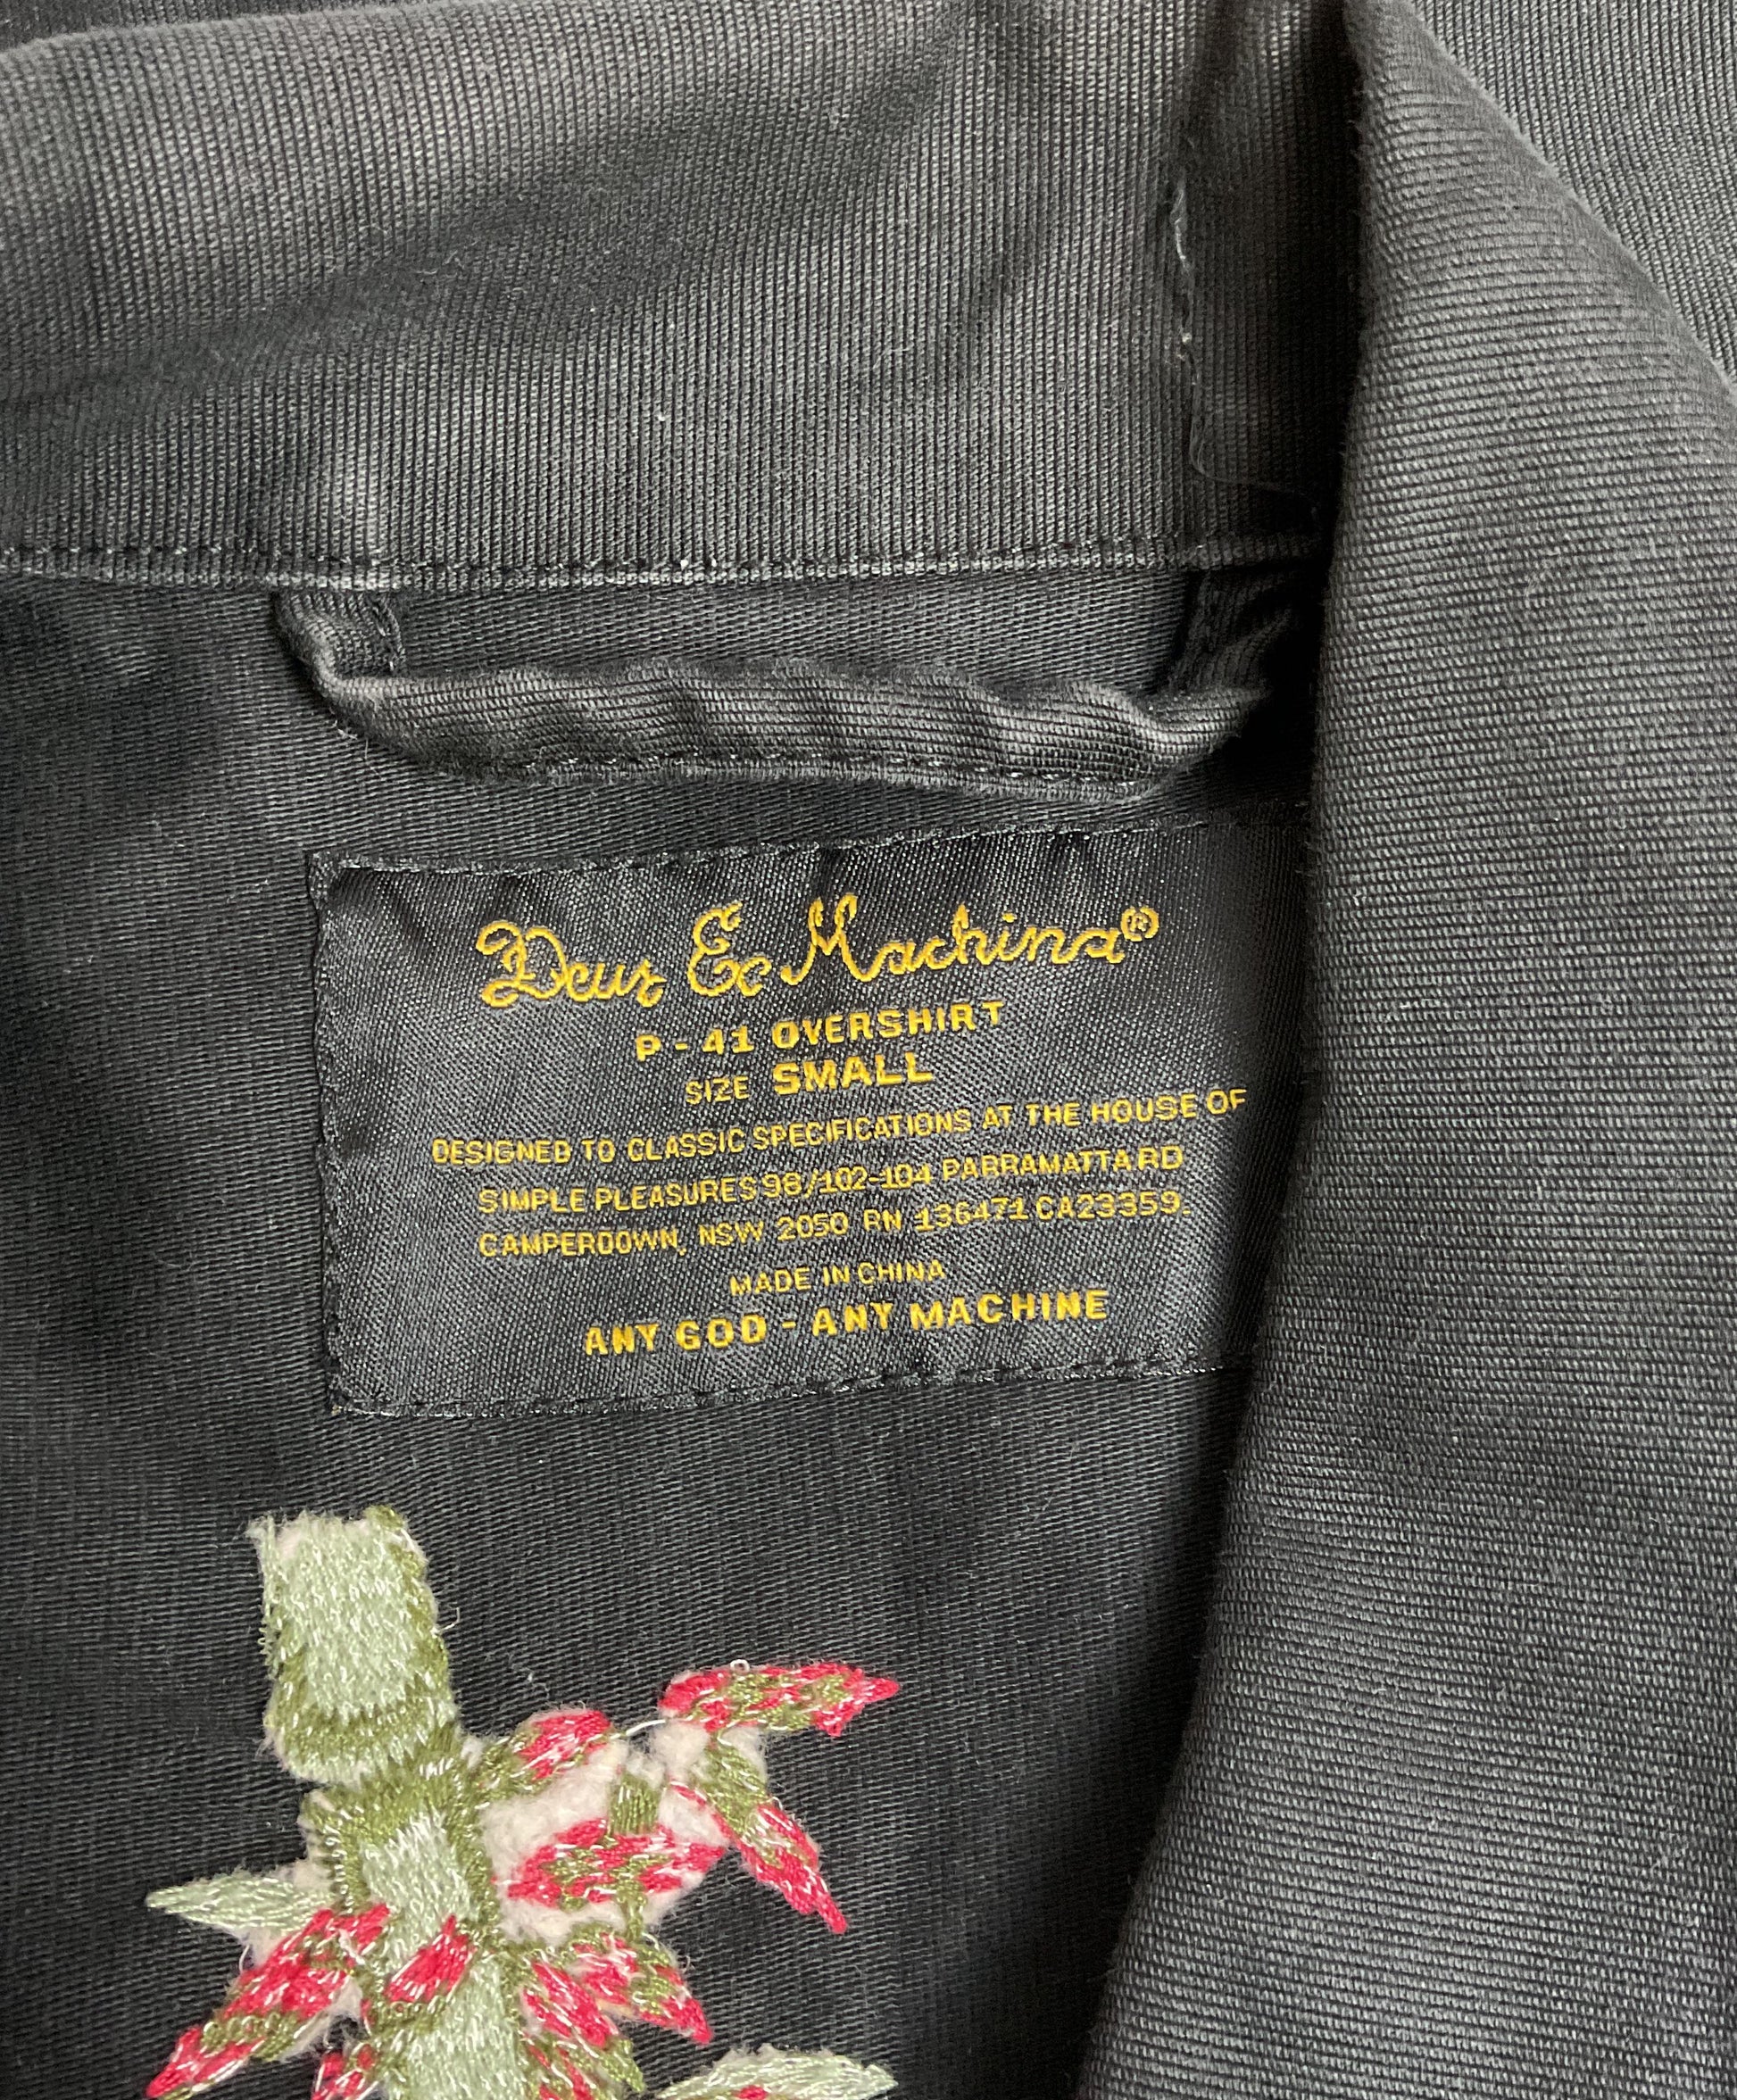 Deus Ex Machina®
P-41 OVERSHIRT
SIZE SMALL
DESIGNED TO CLASSIC SPECIFICATIONS AT THE HOUSE OF
SIMPLE PLEASURES 98/102-104 PARRAMATTA RD
CAMPERDOWN, NSW 2050 RN 136471 CA23359.
MADE IN CHINA
ANY GOD - ANY MACHINE